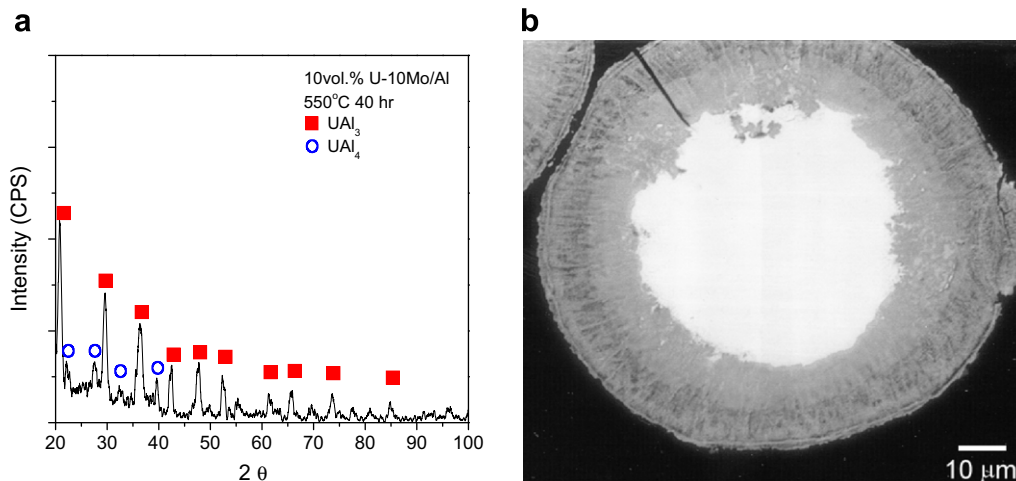 a
10vol.% U-10Mo/Al
550°C 40 hr
UAl₃
UAl₄
Intensity (CPS)
20 30 40 50 60 70 80 90 100
2 θ
b
10 μm